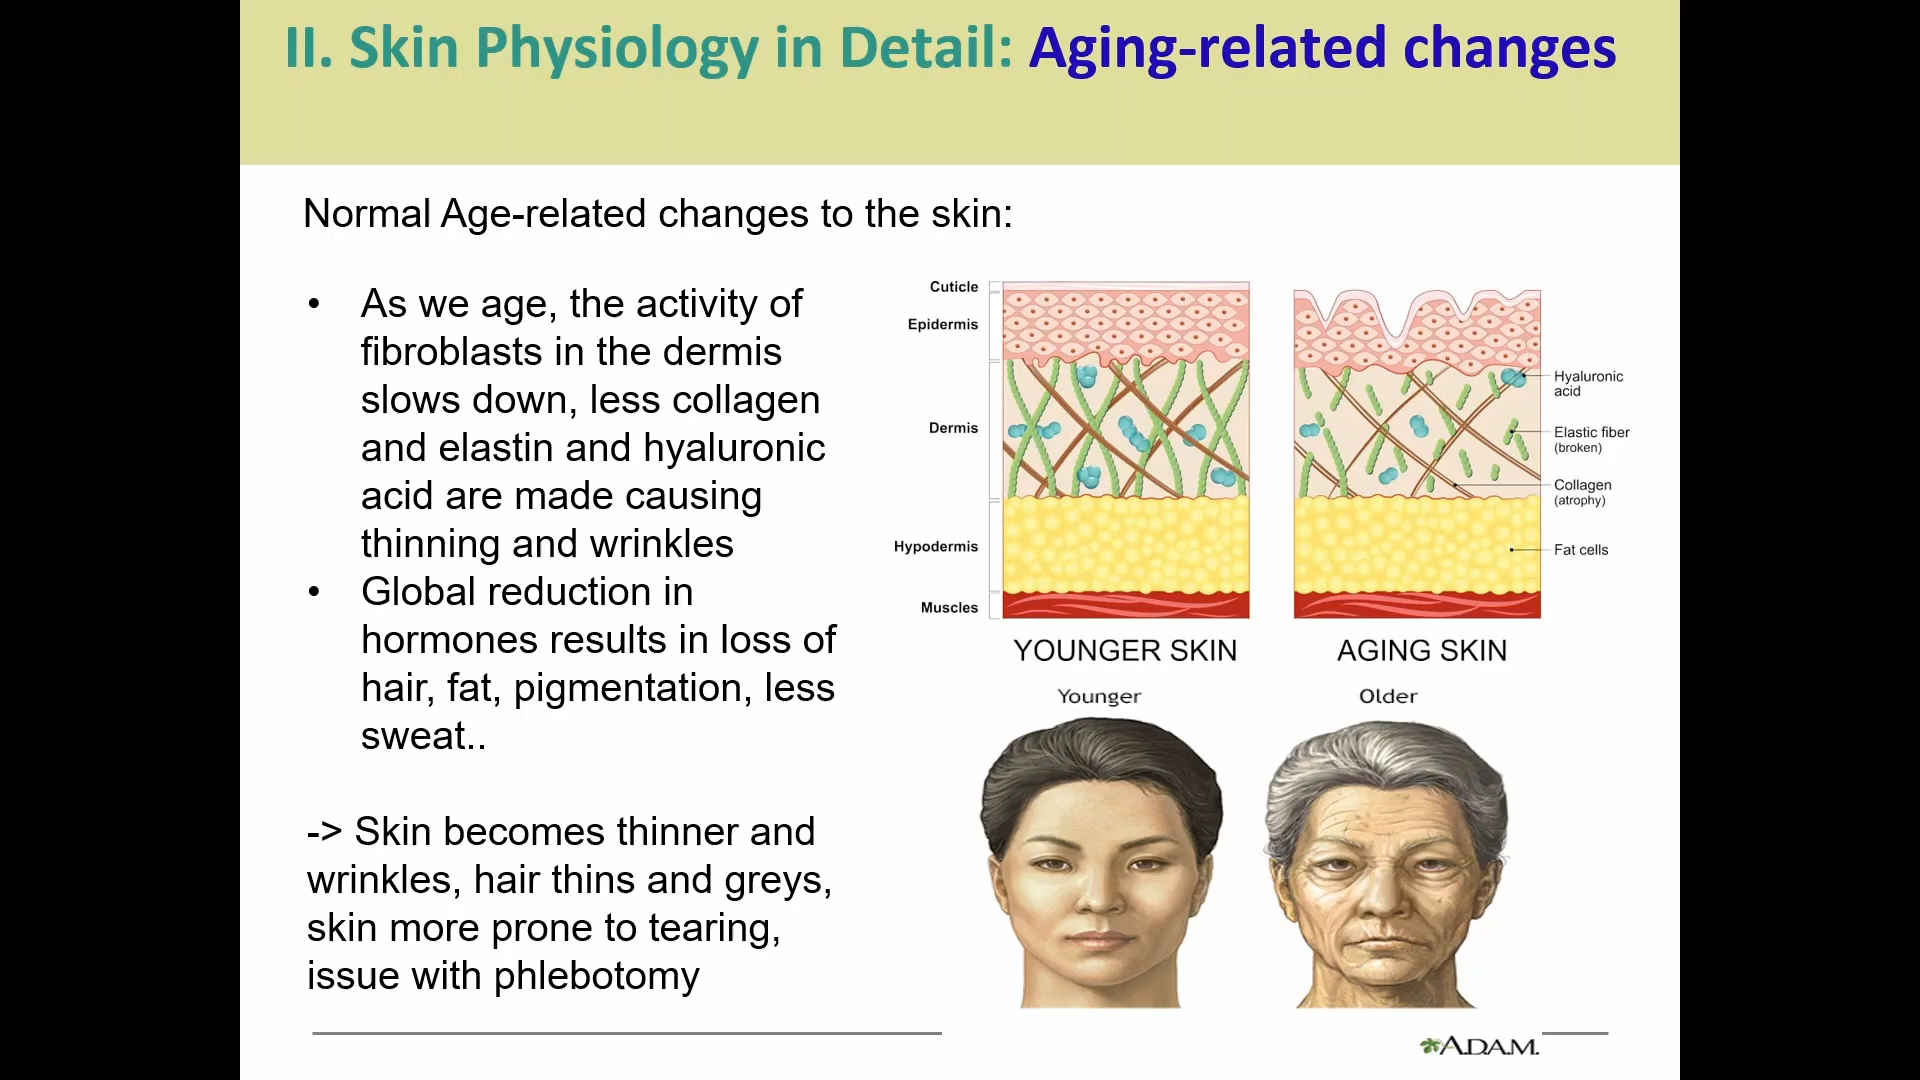 II. Skin Physiology in Detail: Aging-related changes
Normal Age-related changes to the skin:
• As we age, the activity of
fibroblasts in the dermis
slows down, less collagen
and elastin and hyaluronic
acid are made causing
thinning and wrinkles
• Global reduction in
hormones results in loss of
hair, fat, pigmentation, less
sweat..
-> Skin becomes thinner and
wrinkles, hair thins and greys,
skin more prone to tearing,
issue with phlebotomy
Cuticle
Epidermis
Dermis
Hypodermis
Muscles
Hyaluronic
acid
Elastic fiber
(broken)
Collagen
(atrophy)
Fat cells
YOUNGER SKIN
AGING SKIN
Younger
Older
A.D.A.M.